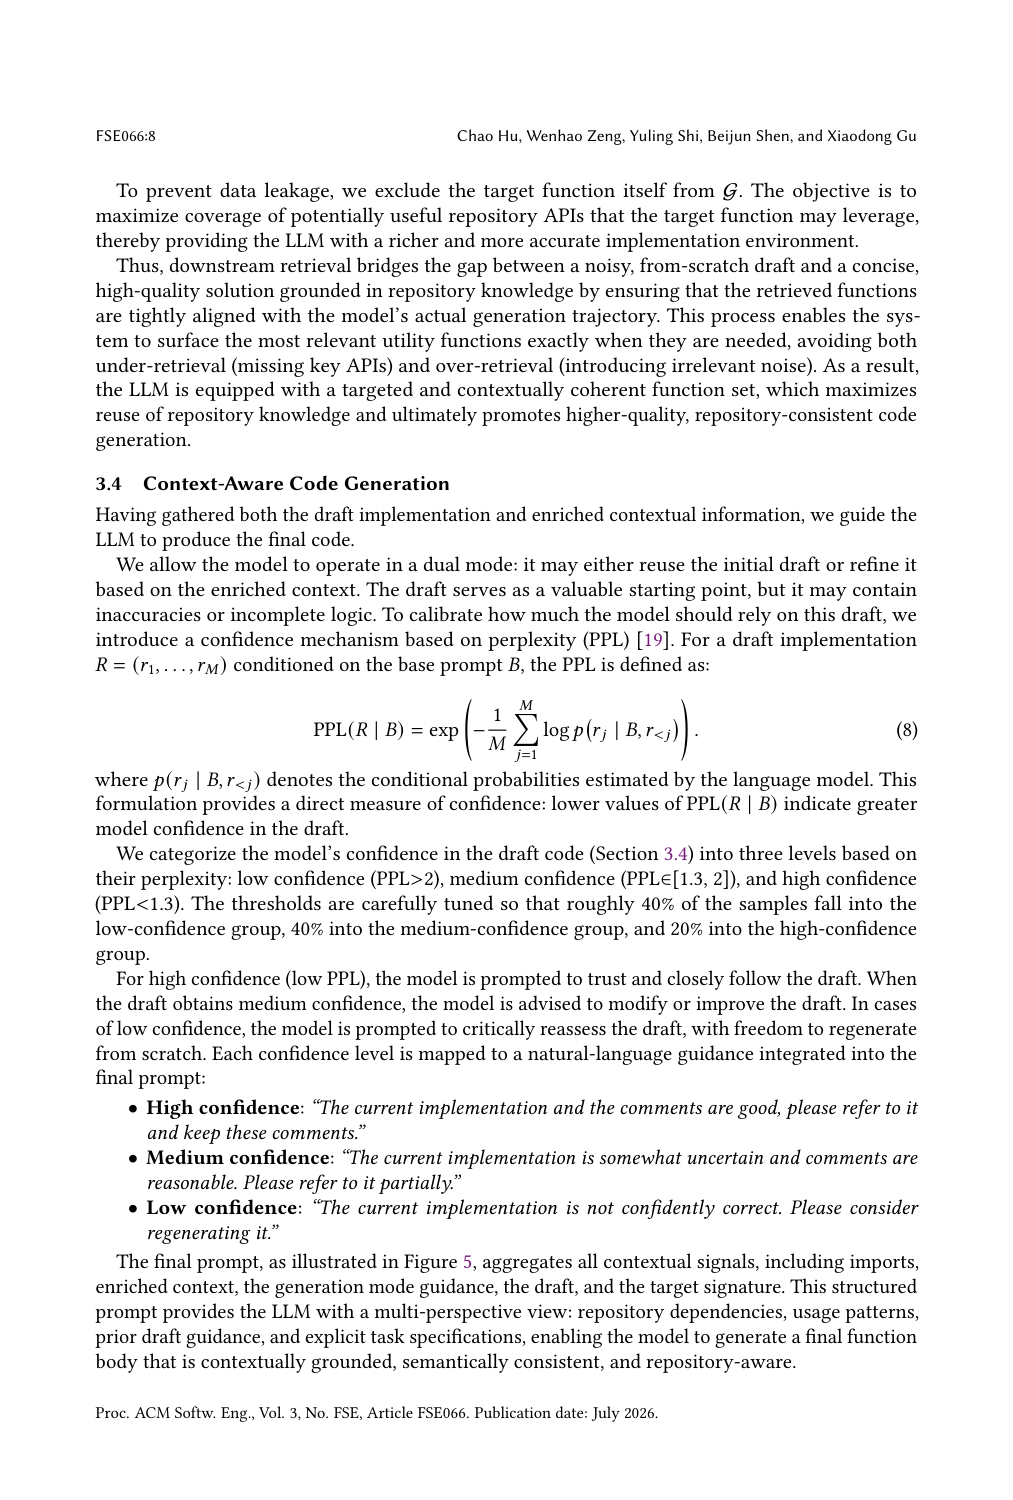 FSE066:8 Chao Hu, Wenhao Zeng, Yuling Shi, Beijun Shen, and Xiaodong Gu
To prevent data leakage, we exclude the target function itself from 𝒢. The objective is to
maximize coverage of potentially useful repository APIs that the target function may leverage,
thereby providing the LLM with a richer and more accurate implementation environment.
Thus, downstream retrieval bridges the gap between a noisy, from-scratch draft and a concise,
high-quality solution grounded in repository knowledge by ensuring that the retrieved functions
are tightly aligned with the model's actual generation trajectory. This process enables the sys-
tem to surface the most relevant utility functions exactly when they are needed, avoiding both
under-retrieval (missing key APIs) and over-retrieval (introducing irrelevant noise). As a result,
the LLM is equipped with a targeted and contextually coherent function set, which maximizes
reuse of repository knowledge and ultimately promotes higher-quality, repository-consistent code
generation.
3.4 Context-Aware Code Generation
Having gathered both the draft implementation and enriched contextual information, we guide the
LLM to produce the final code.
We allow the model to operate in a dual mode: it may either reuse the initial draft or refine it
based on the enriched context. The draft serves as a valuable starting point, but it may contain
inaccuracies or incomplete logic. To calibrate how much the model should rely on this draft, we
introduce a confidence mechanism based on perplexity (PPL) [19]. For a draft implementation
R = (r₁, . . . , r_M) conditioned on the base prompt B, the PPL is defined as:
PPL(R | B) = exp (−1/M ∑_{j=1}^{M} log p(r_j | B, r_{<j})) . (8)
where p(r_j | B, r_{<j}) denotes the conditional probabilities estimated by the language model. This
formulation provides a direct measure of confidence: lower values of PPL(R | B) indicate greater
model confidence in the draft.
We categorize the model's confidence in the draft code (Section 3.4) into three levels based on
their perplexity: low confidence (PPL>2), medium confidence (PPL∈[1.3, 2]), and high confidence
(PPL<1.3). The thresholds are carefully tuned so that roughly 40% of the samples fall into the
low-confidence group, 40% into the medium-confidence group, and 20% into the high-confidence
group.
For high confidence (low PPL), the model is prompted to trust and closely follow the draft. When
the draft obtains medium confidence, the model is advised to modify or improve the draft. In cases
of low confidence, the model is prompted to critically reassess the draft, with freedom to regenerate
from scratch. Each confidence level is mapped to a natural-language guidance integrated into the
final prompt:
• High confidence: “The current implementation and the comments are good, please refer to it
and keep these comments.”
• Medium confidence: “The current implementation is somewhat uncertain and comments are
reasonable. Please refer to it partially.”
• Low confidence: “The current implementation is not confidently correct. Please consider
regenerating it.”
The final prompt, as illustrated in Figure 5, aggregates all contextual signals, including imports,
enriched context, the generation mode guidance, the draft, and the target signature. This structured
prompt provides the LLM with a multi-perspective view: repository dependencies, usage patterns,
prior draft guidance, and explicit task specifications, enabling the model to generate a final function
body that is contextually grounded, semantically consistent, and repository-aware.
Proc. ACM Softw. Eng., Vol. 3, No. FSE, Article FSE066. Publication date: July 2026.